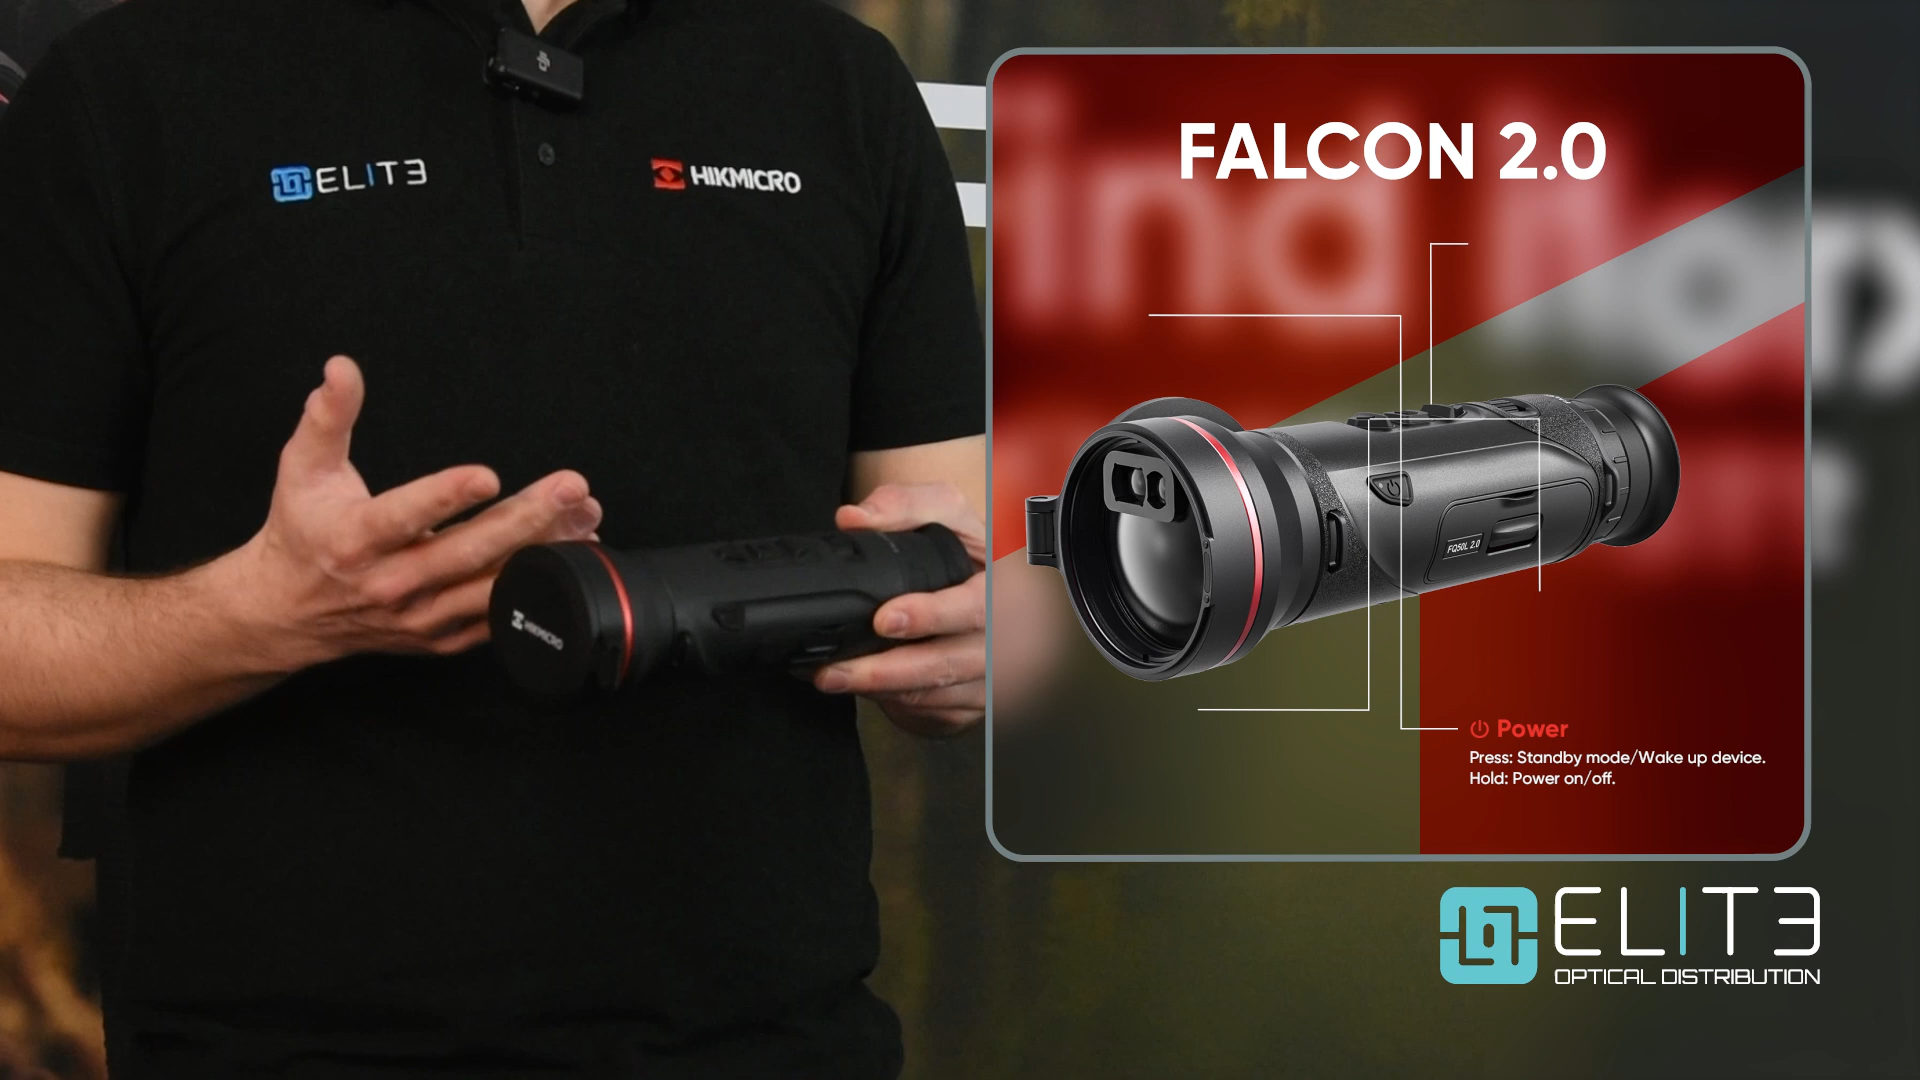 ELIT3
HIKMICRO
HIKMICRO
FALCON 2.0
FQ50L 2.0
Power
Press: Standby mode/Wake up device.
Hold: Power on/off.
ELIT3
OPTICAL DISTRIBUTION